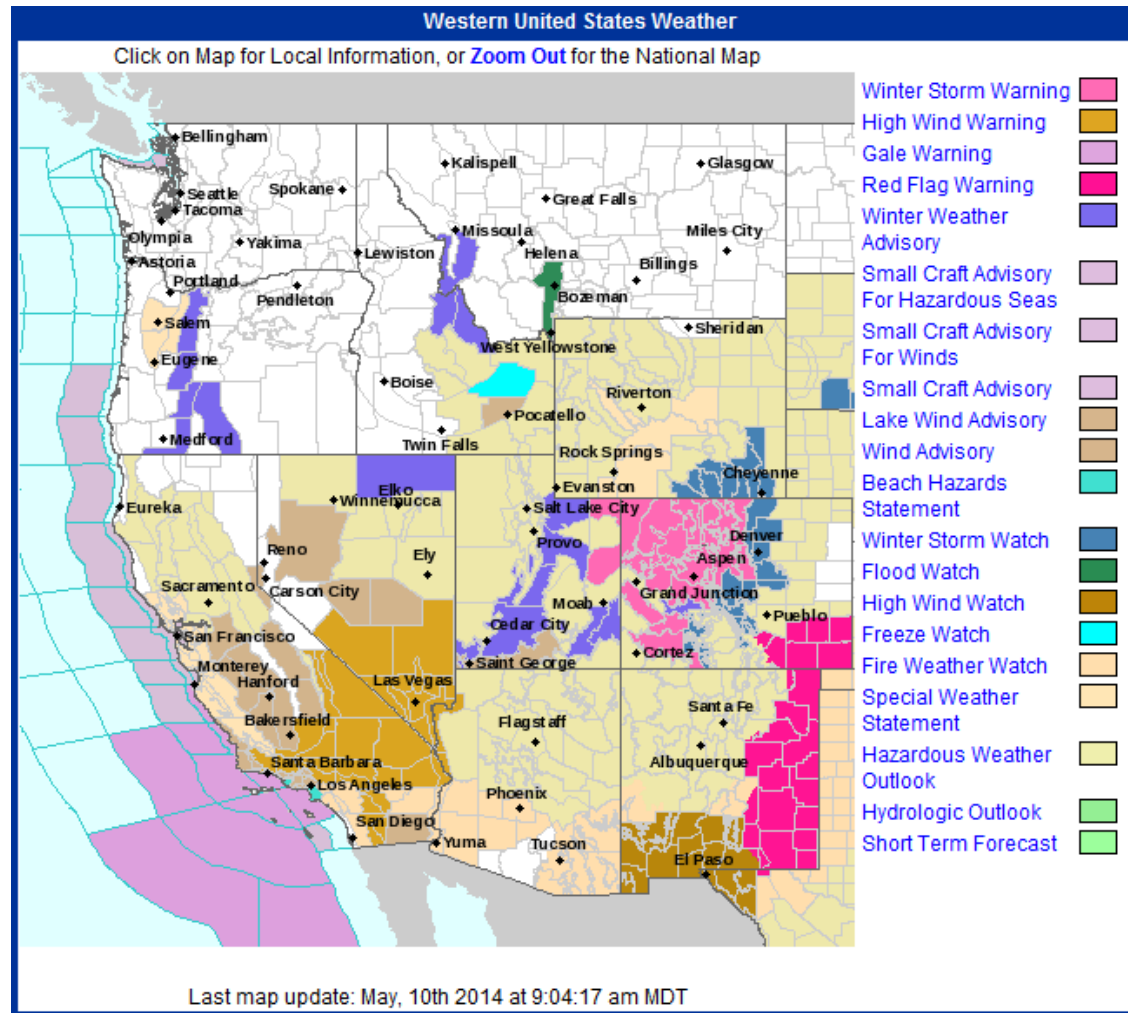 Western United States Weather
Click on Map for Local Information, or Zoom Out for the National Map
Bellingham
Seattle
Tacoma
Olympia
Spokane
Yakima
Astoria
Portland
Pendleton
Salem
Eugene
Medford
Kalispell
Glasgow
Great Falls
Missoula
Miles City
Helena
Lewiston
Billings
Bozeman
Sheridan
West Yellowstone
Boise
Riverton
Pocatello
Twin Falls
Rock Springs
Cheyenne
Elko
Evanston
Winnemucca
Eureka
Salt Lake City
Provo
Denver
Reno
Ely
Aspen
Sacramento
Carson City
Moab
Grand Junction
Pueblo
San Francisco
Cedar City
Monterey
Saint George
Cortez
Hanford
Las Vegas
Santa Fe
Bakersfield
Flagstaff
Albuquerque
Santa Barbara
Los Angeles
Phoenix
San Diego
Yuma
Tucson
El Paso
Winter Storm Warning
High Wind Warning
Gale Warning
Red Flag Warning
Winter Weather
Advisory
Small Craft Advisory
For Hazardous Seas
Small Craft Advisory
For Winds
Small Craft Advisory
Lake Wind Advisory
Wind Advisory
Beach Hazards
Statement
Winter Storm Watch
Flood Watch
High Wind Watch
Freeze Watch
Fire Weather Watch
Special Weather
Statement
Hazardous Weather
Outlook
Hydrologic Outlook
Short Term Forecast
Last map update: May, 10th 2014 at 9:04:17 am MDT